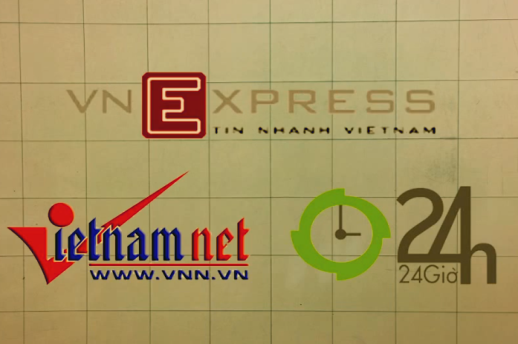 VNEXPRESS
TIN NHANH VIETNAM
Vietnamnet
WWW.VNN.VN
24h
24Giờ